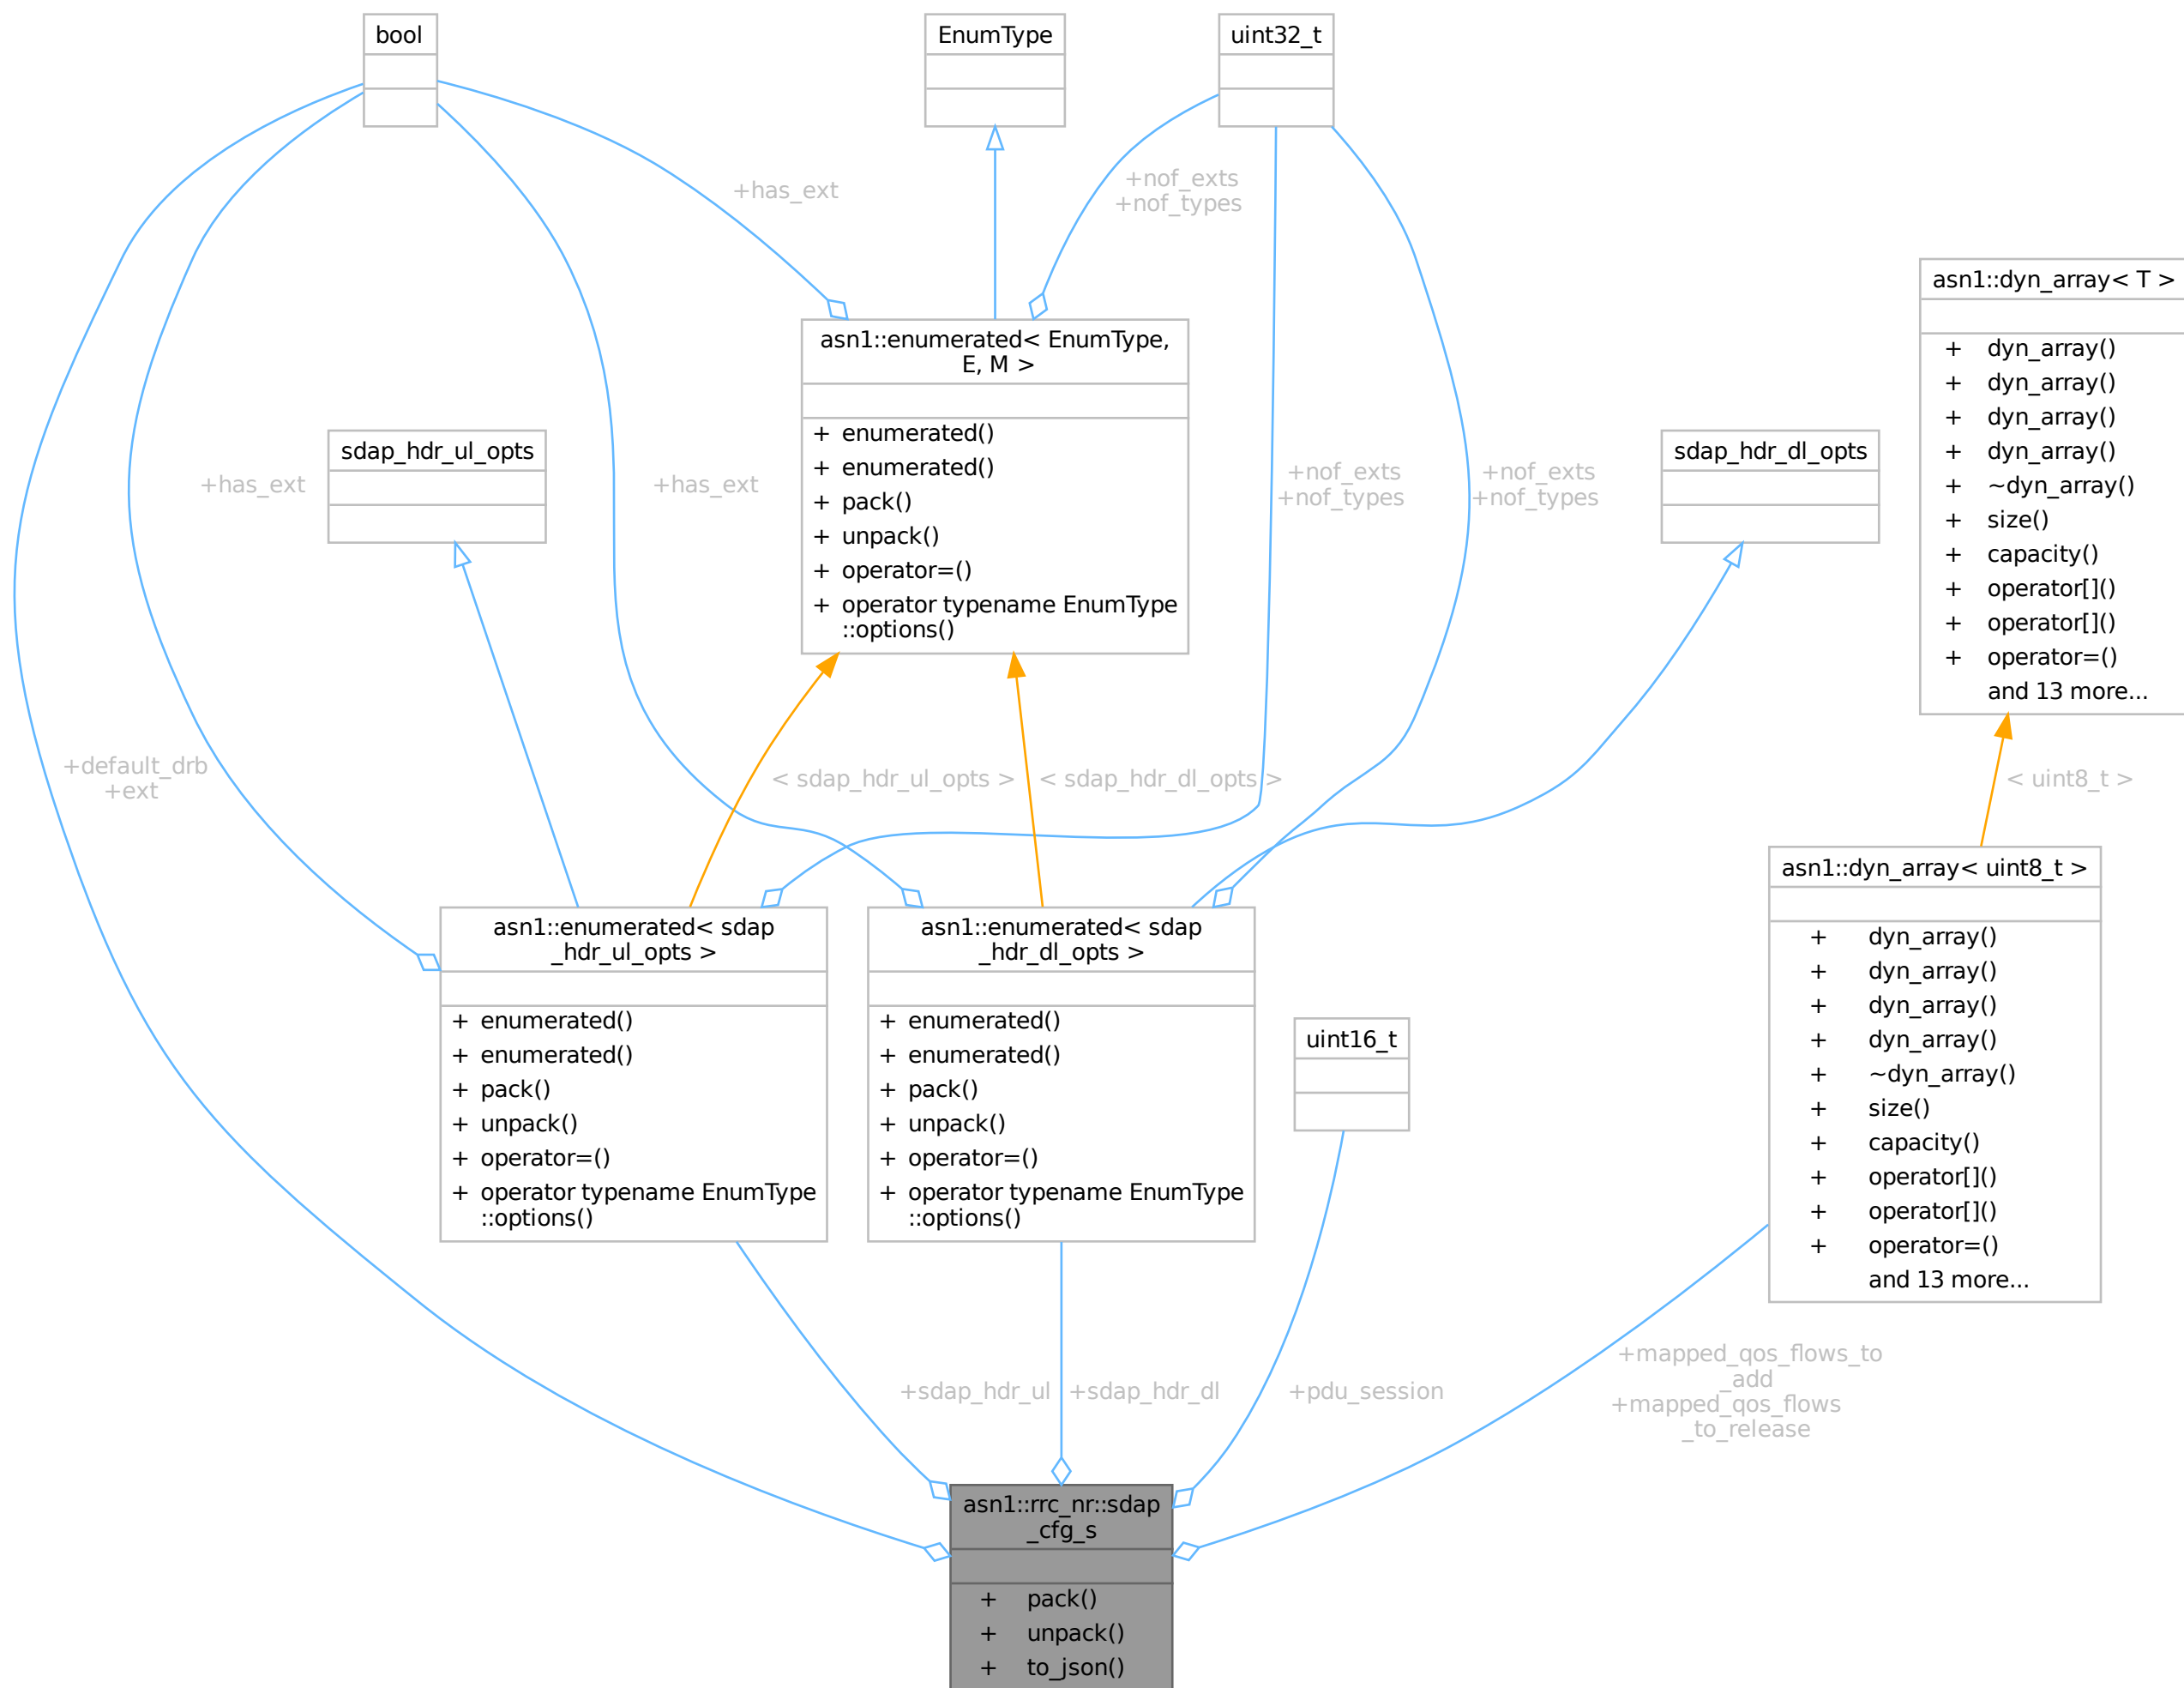 bool
EnumType
uint32_t
+has_ext
+nof_exts
+nof_types
asn1::dyn_array< T >
+ dyn_array()
+ dyn_array()
+ dyn_array()
+ dyn_array()
+ ~dyn_array()
+ size()
+ capacity()
+ operator[]()
+ operator[]()
+ operator=()
and 13 more...
asn1::enumerated< EnumType,
E, M >
+ enumerated()
+ enumerated()
+ pack()
+ unpack()
+ operator=()
+ operator typename EnumType
::options()
sdap_hdr_ul_opts
sdap_hdr_dl_opts
+has_ext
+has_ext
+nof_exts
+nof_types
+nof_exts
+nof_types
+default_drb
+ext
< sdap_hdr_ul_opts >
< sdap_hdr_dl_opts >
< uint8_t >
asn1::enumerated< sdap
_hdr_ul_opts >
+ enumerated()
+ enumerated()
+ pack()
+ unpack()
+ operator=()
+ operator typename EnumType
::options()
asn1::enumerated< sdap
_hdr_dl_opts >
+ enumerated()
+ enumerated()
+ pack()
+ unpack()
+ operator=()
+ operator typename EnumType
::options()
uint16_t
asn1::dyn_array< uint8_t >
+ dyn_array()
+ dyn_array()
+ dyn_array()
+ dyn_array()
+ ~dyn_array()
+ size()
+ capacity()
+ operator[]()
+ operator[]()
+ operator=()
and 13 more...
+sdap_hdr_ul
+sdap_hdr_dl
+pdu_session
+mapped_qos_flows_to
_add
+mapped_qos_flows
_to_release
asn1::rrc_nr::sdap
_cfg_s
+ pack()
+ unpack()
+ to_json()